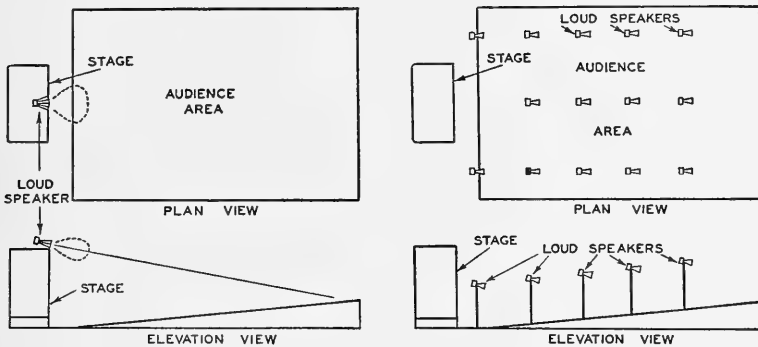 STAGE
AUDIENCE
AREA
LOUD
SPEAKER
PLAN VIEW
STAGE
ELEVATION VIEW
LOUD SPEAKERS
STAGE
AUDIENCE
AREA
PLAN VIEW
STAGE
LOUD SPEAKERS
ELEVATION VIEW